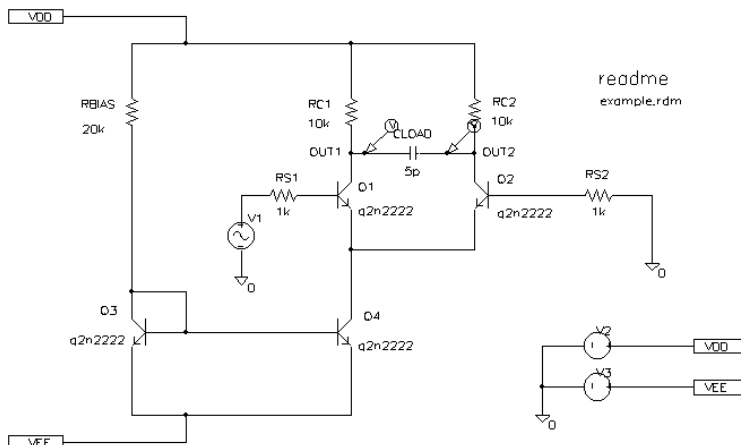 VDD
readme
example.rdm
RBIAS
20k
RC1
10k
RC2
10k
V
CLOAD
V
OUT1
OUT2
5p
RS1
1k
Q1
q2n2222
Q2
q2n2222
RS2
1k
V1
0
0
Q3
q2n2222
Q4
q2n2222
V2
VDD
V3
VEE
0
VEE